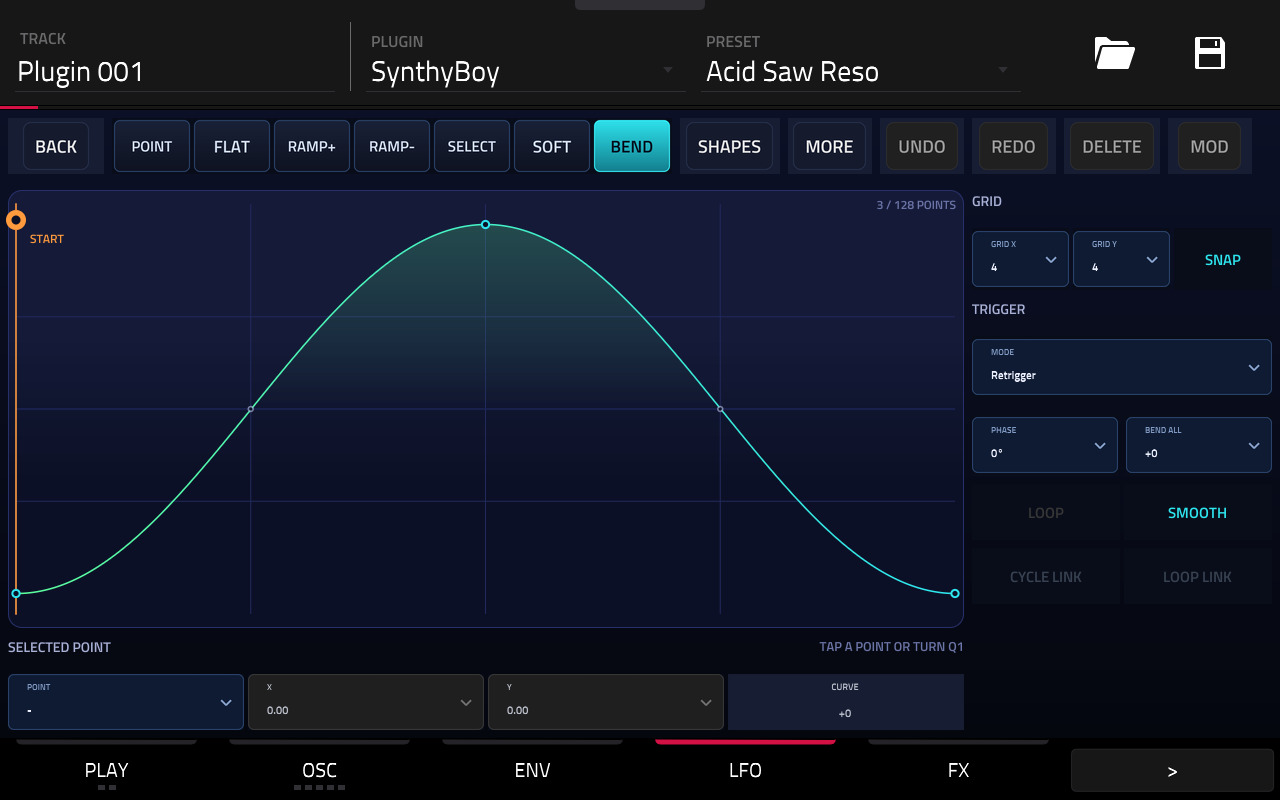 TRACK
Plugin 001
PLUGIN
SynthyBoy
PRESET
Acid Saw Reso
BACK
POINT
FLAT
RAMP+
RAMP-
SELECT
SOFT
BEND
SHAPES
MORE
UNDO
REDO
DELETE
MOD
3 / 128 POINTS
START
GRID
GRID X
4
GRID Y
4
SNAP
TRIGGER
MODE
Retrigger
PHASE
0°
BEND ALL
+0
LOOP
SMOOTH
CYCLE LINK
LOOP LINK
SELECTED POINT
TAP A POINT OR TURN Q1
POINT
-
X
0.00
Y
0.00
CURVE
+0
PLAY
OSC
ENV
LFO
FX
>